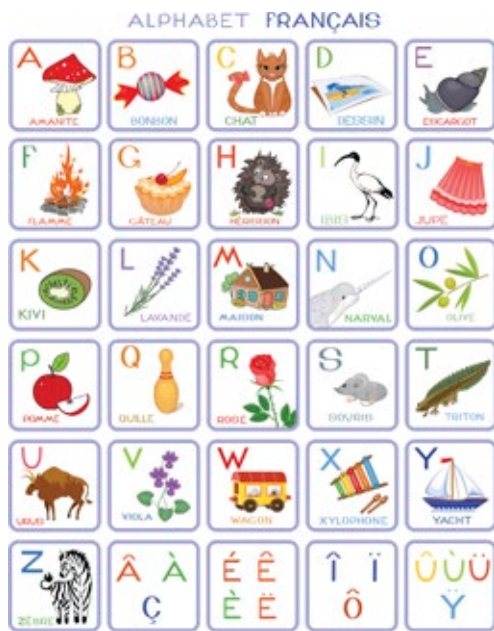 ALPHABET FRANÇAIS
A B C D E
AMANITE BONBON CHAT DESSIN ESCARGOT
F G H I J
FLAMME GÂTEAU HÉRISSON IBIS JUPE
K L M N O
KIVI LAVANDE MAISON NARVAL OLIVE
P Q R S T
POMME QUILLE ROSE SOURIS TRITON
U V W X Y
URUS VIOLA WAGON XYLOPHONE YACHT
Z Â À É Ê Î Ï Û Ù Ü
ZÈBRE Ç È Ë Ô Ÿ